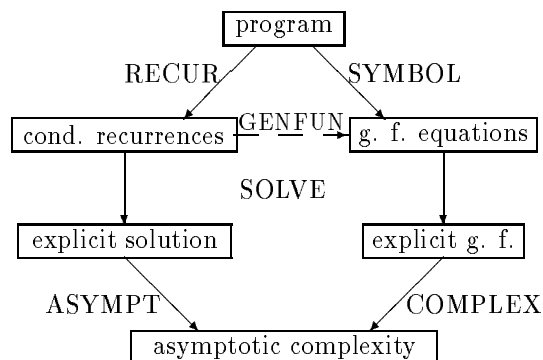 program
RECUR SYMBOL
GENFUN
cond. recurrences g. f. equations
SOLVE
explicit solution explicit g. f.
ASYMPT COMPLEX
asymptotic complexity